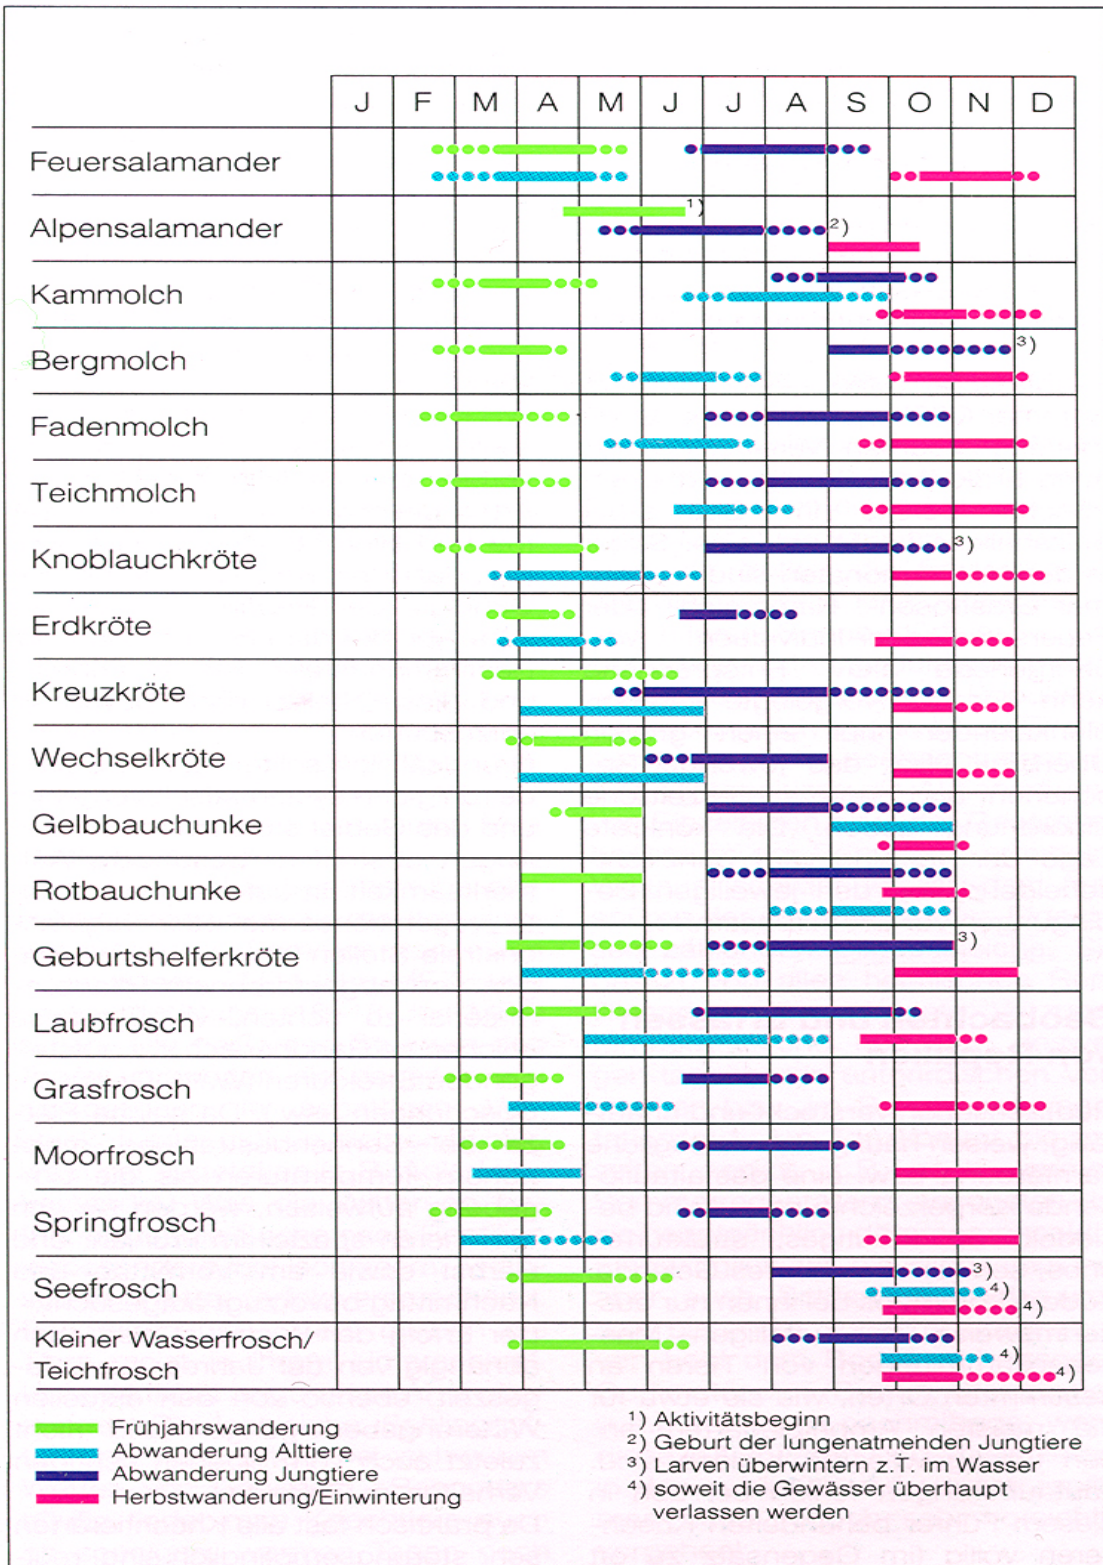 J F M A M J J A S O N D
Feuersalamander
Alpensalamander 1) 2)
Kammolch
Bergmolch 3)
Fadenmolch
Teichmolch
Knoblauchkröte 3)
Erdkröte
Kreuzkröte
Wechselkröte
Gelbbauchunke
Rotbauchunke
Geburtshelferkröte 3)
Laubfrosch
Grasfrosch
Moorfrosch
Springfrosch
Seefrosch 3) 4) 4)
Kleiner Wasserfrosch/
Teichfrosch 4) 4)
Frühjahrswanderung
Abwanderung Alttiere
Abwanderung Jungtiere
Herbstwanderung/Einwinterung
1) Aktivitätsbeginn
2) Geburt der lungenatmenden Jungtiere
3) Larven überwintern z.T. im Wasser
4) soweit die Gewässer überhaupt
verlassen werden